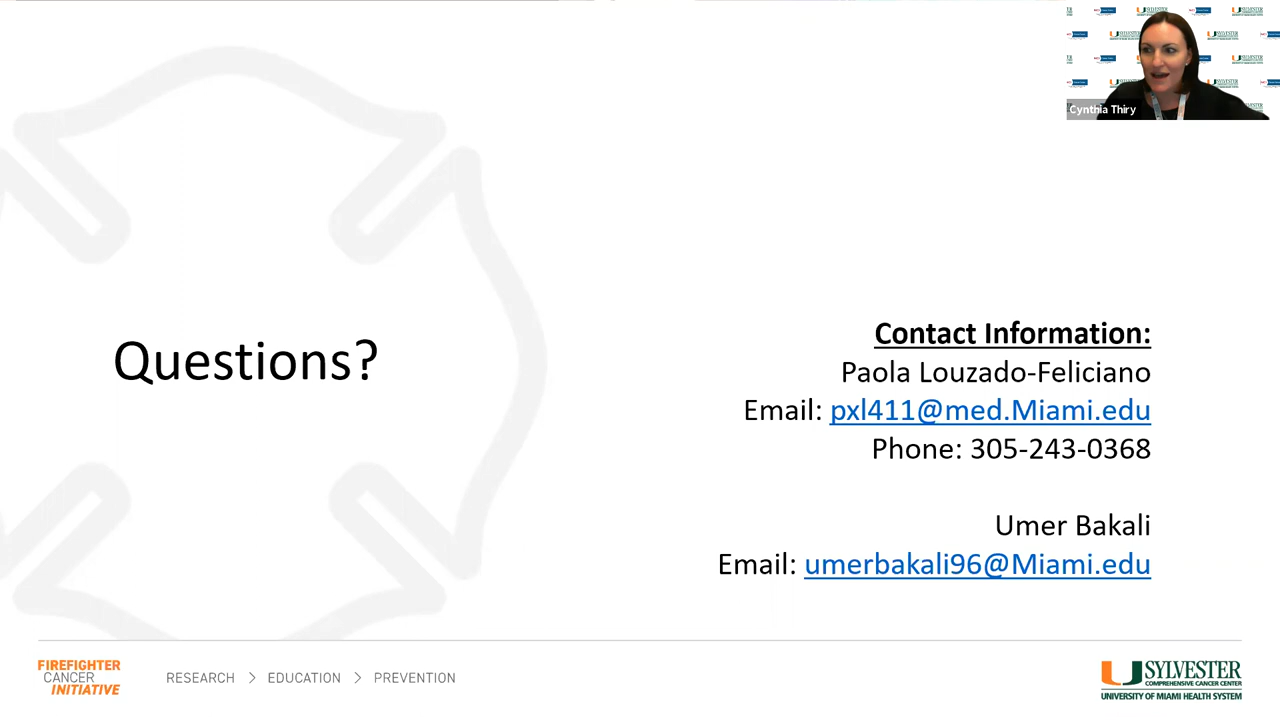 Cynthia Thiry
Questions?
Contact Information:
Paola Louzado-Feliciano
Email: pxl411@med.Miami.edu
Phone: 305-243-0368
Umer Bakali
Email: umerbakali96@Miami.edu
FIREFIGHTER
CANCER
INITIATIVE
RESEARCH > EDUCATION > PREVENTION
SYLVESTER
COMPREHENSIVE CANCER CENTER
UNIVERSITY OF MIAMI HEALTH SYSTEM